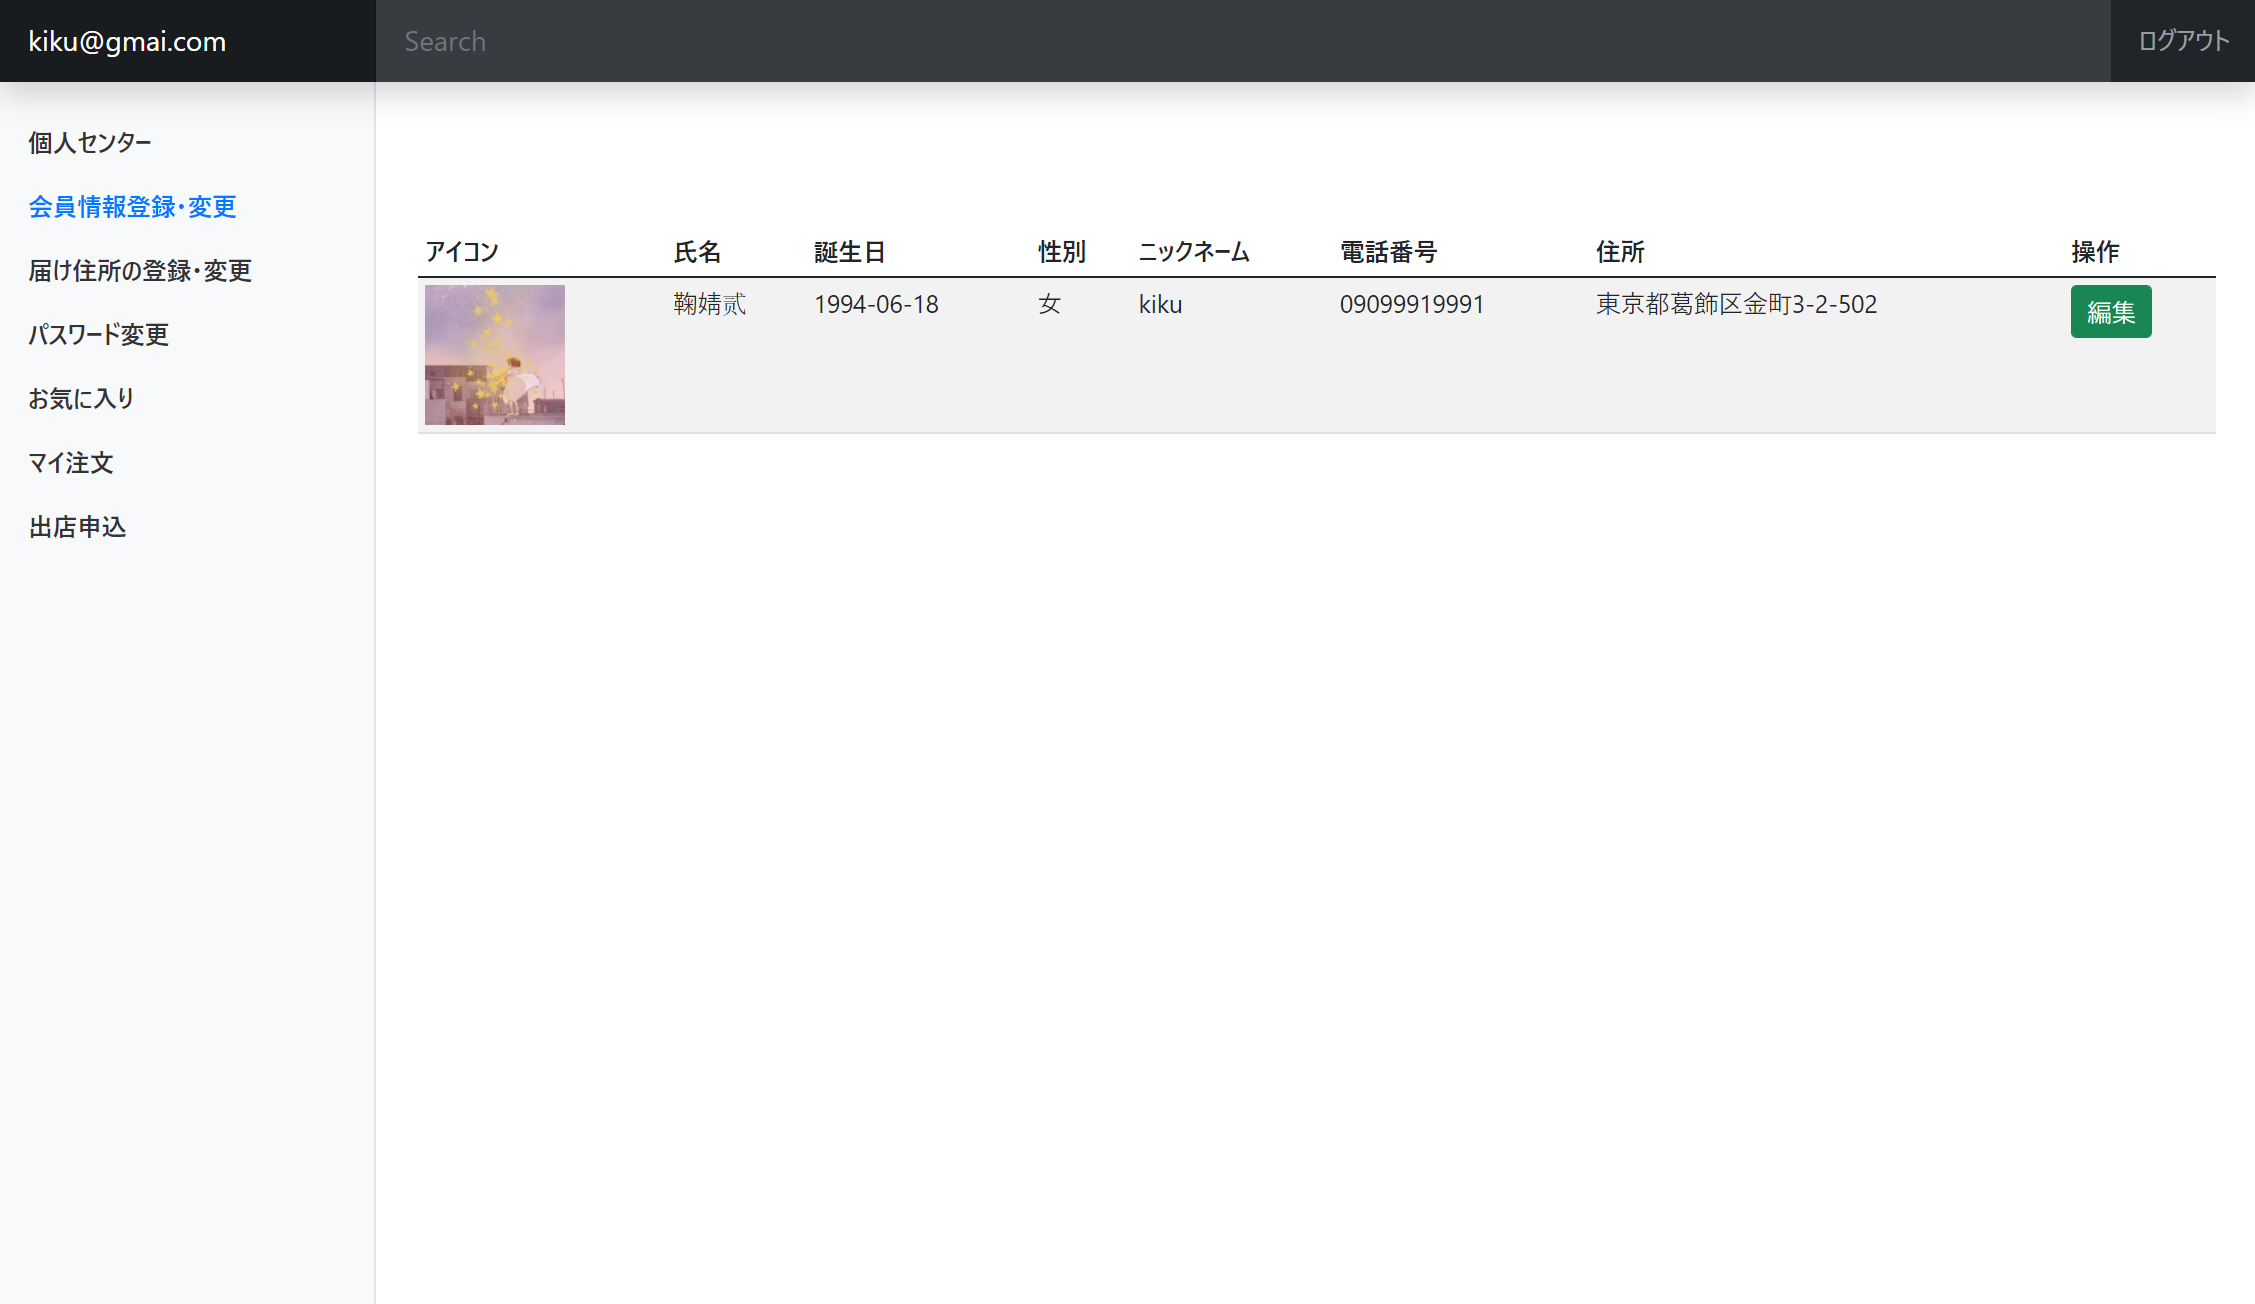 kiku@gmai.com
Search
ログアウト
個人センター
会員情報登録・変更
届け住所の登録・変更
パスワード変更
お気に入り
マイ注文
出店申込
アイコン 氏名 誕生日 性別 ニックネーム 電話番号 住所 操作
鞠婧贰 1994-06-18 女 kiku 09099919991 東京都葛飾区金町3-2-502 編集